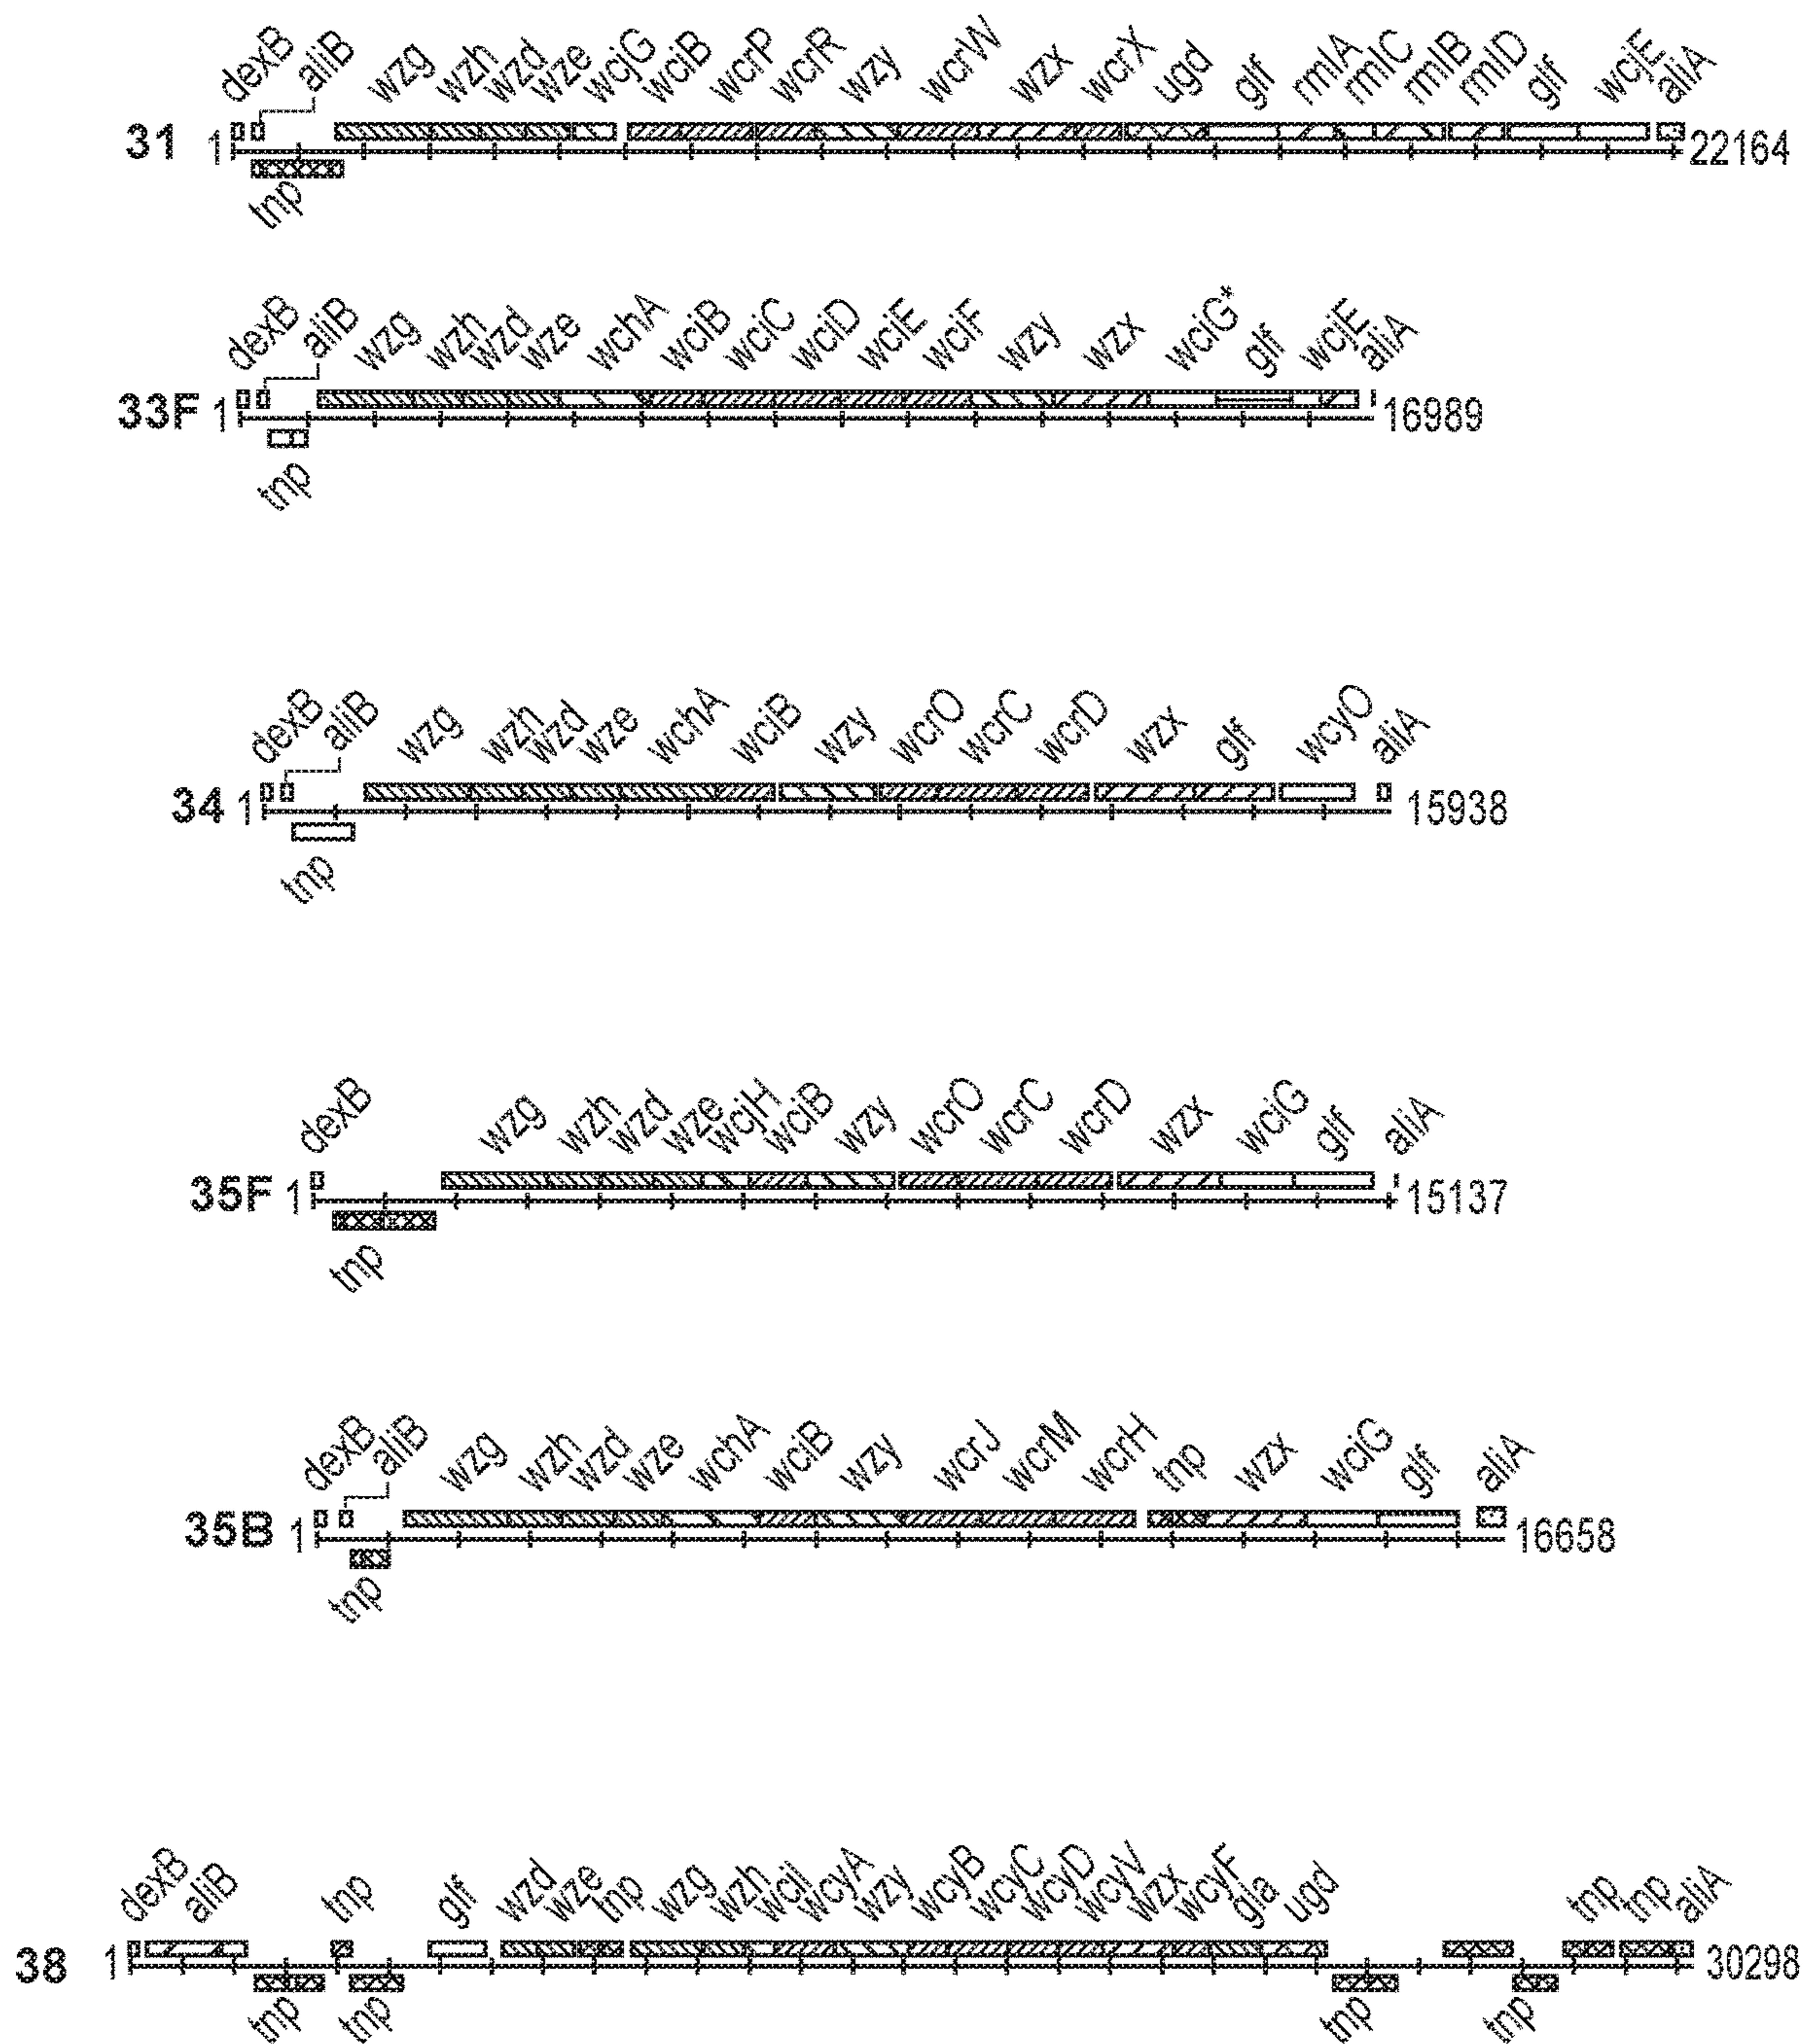 dexB aliB wzg wzh wzd wze wcjG wciB wcrP wcrR wzy wcrW wzx wcrX ugd glf rmlA rmlC rmlB rmlD glf wcjE aliA
31 1 22164
tnp
dexB aliB wzg wzh wzd wze wchA wciB wciC wciD wciE wciF wzy wzx wciG* glf wcjE aliA
33F 1 16989
tnp
dexB aliB wzg wzh wzd wze wchA wciB wzy wcrO wcrC wcrD wzx glf wcyO aliA
34 1 15938
tnp
dexB wzg wzh wzd wze wcjH wciB wzy wcrO wcrC wcrD wzx wciG glf aliA
35F 1 15137
tnp
dexB aliB wzg wzh wzd wze wchA wciB wzy wcrJ wcrM wcrH tnp wzx wciG glf aliA
35B 1 16658
tnp
dexB aliB tnp glf wzd wze tnp wzg wzh wciI wcyA wzy wcyB wcyC wcyD wcyV wzx wcyF gla ugd tnp tnp aliA
38 1 30298
tnp tnp tnp tnp